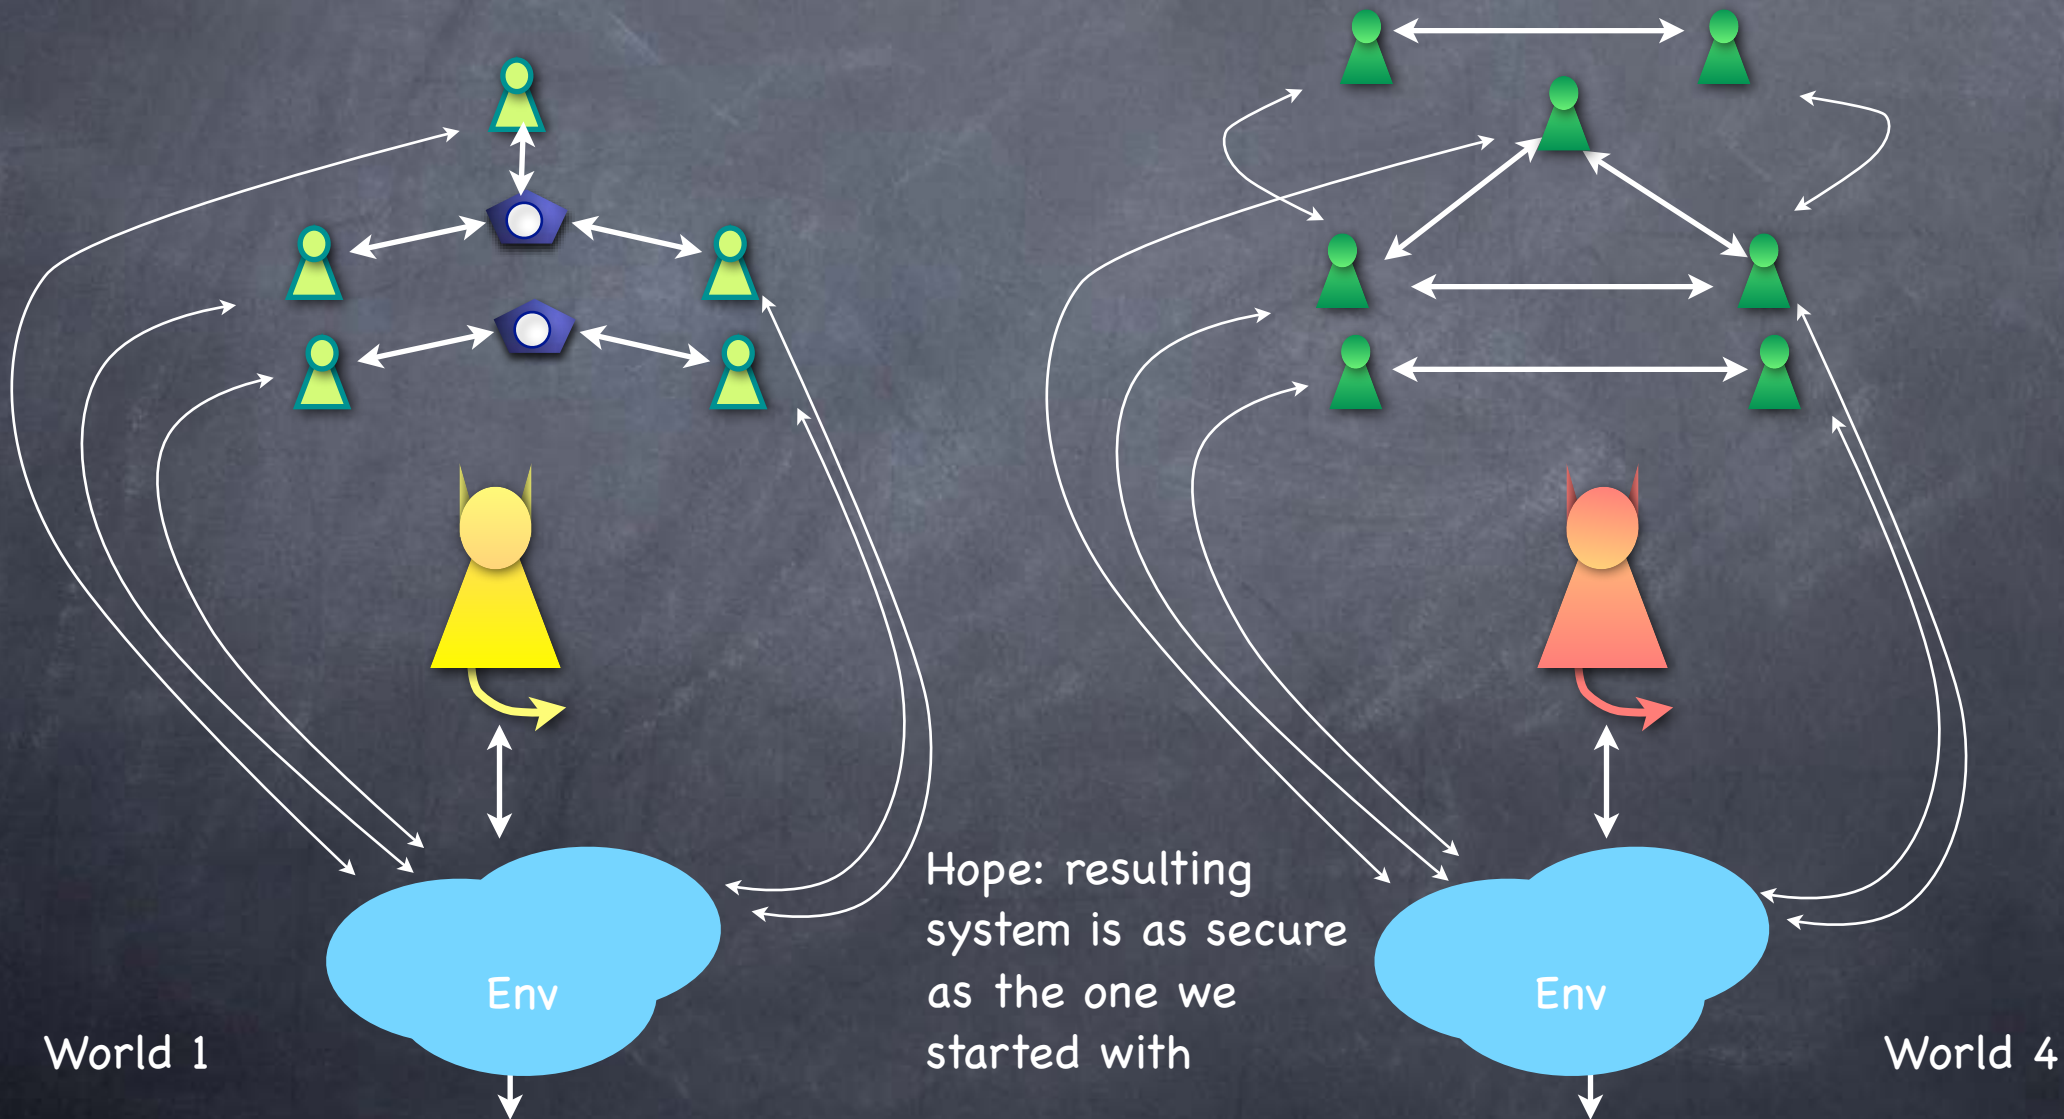 Hope: resulting
system is as secure
as the one we
started with
Env
Env
World 1
World 4